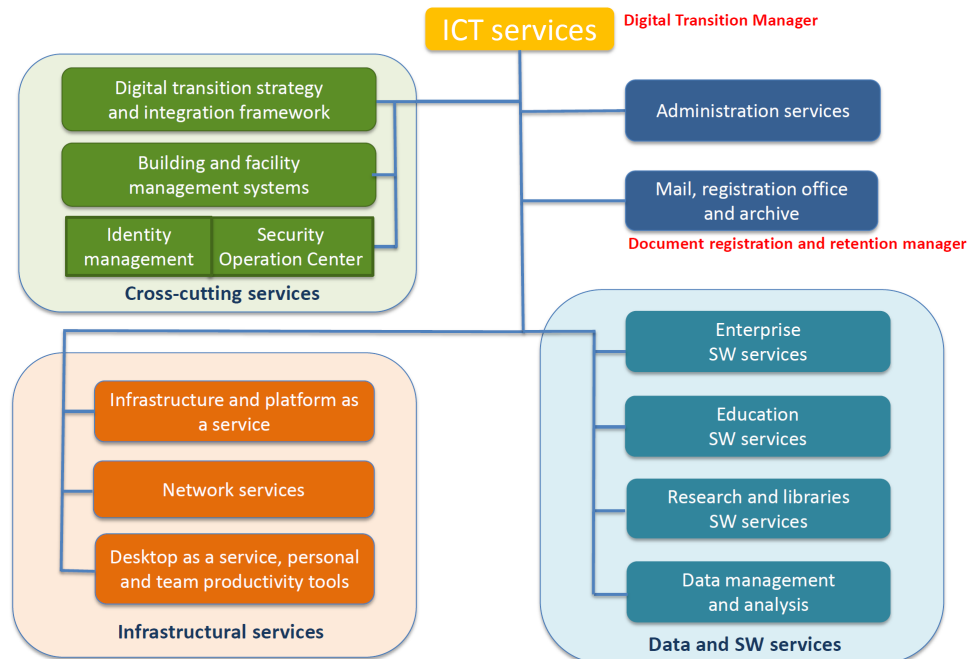 ICT services
Digital Transition Manager
Digital transition strategy
and integration framework
Building and facility
management systems
Identity
management
Security
Operation Center
Cross-cutting services
Administration services
Mail, registration office
and archive
Document registration and retention manager
Infrastructure and platform as
a service
Network services
Desktop as a service, personal
and team productivity tools
Infrastructural services
Enterprise
SW services
Education
SW services
Research and libraries
SW services
Data management
and analysis
Data and SW services